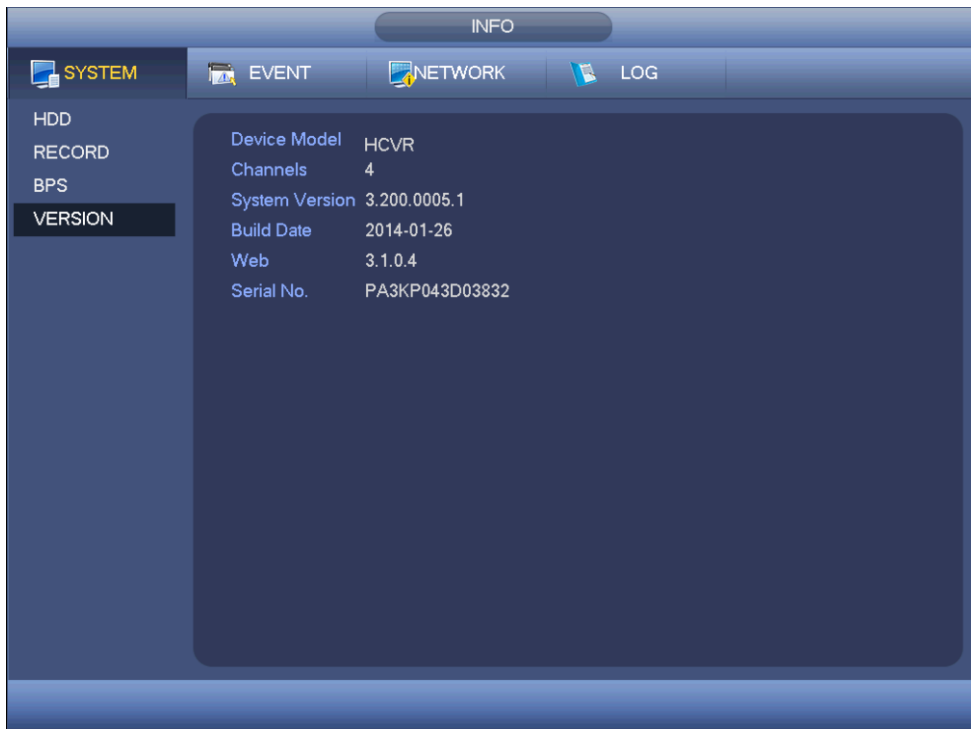 INFO
SYSTEM EVENT NETWORK LOG
HDD
RECORD
BPS
VERSION
Device Model HCVR
Channels 4
System Version 3.200.0005.1
Build Date 2014-01-26
Web 3.1.0.4
Serial No. PA3KP043D03832